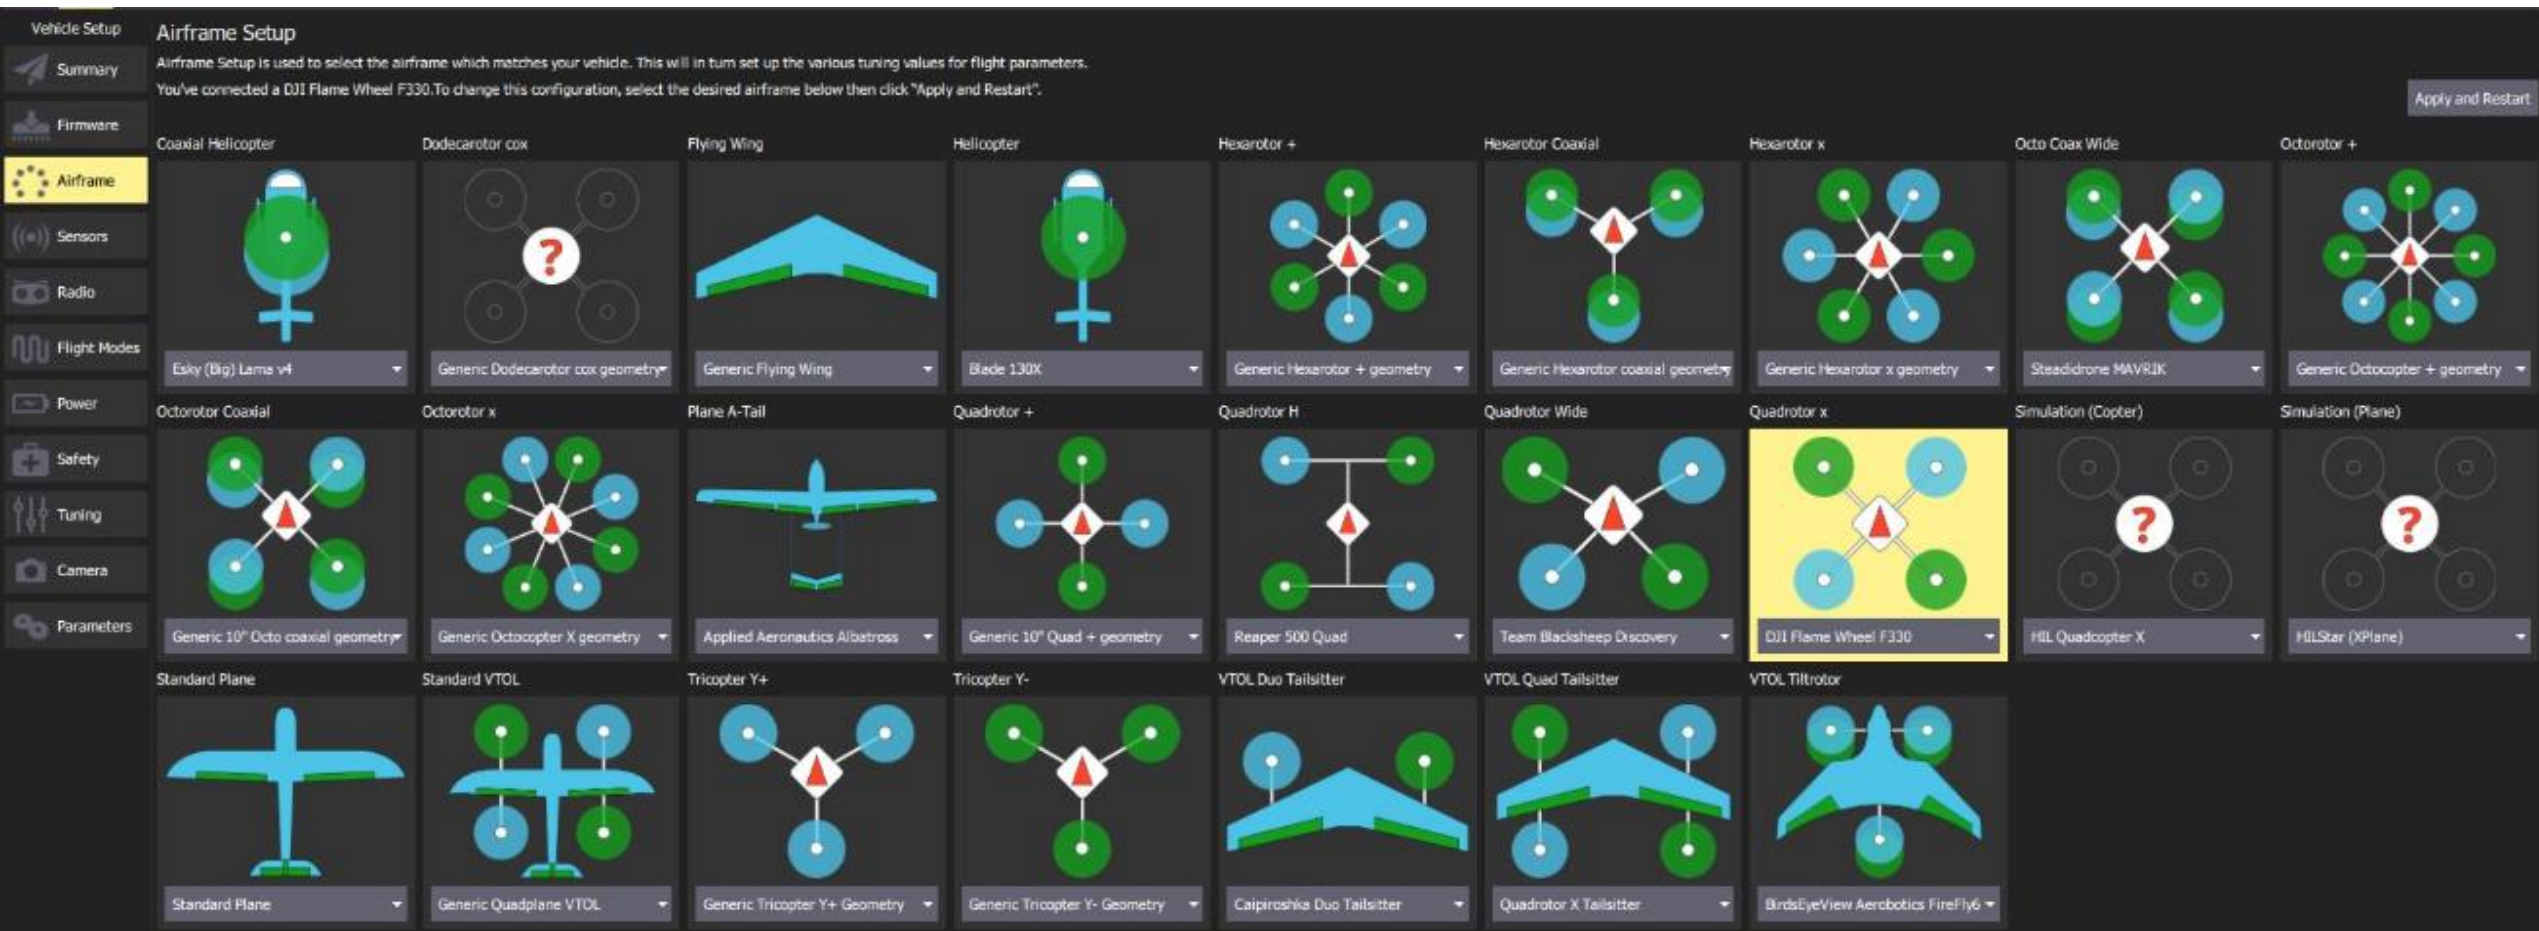 Vehicle Setup
Summary
Firmware
Airframe
Sensors
Radio
Flight Modes
Power
Safety
Tuning
Camera
Parameters
Airframe Setup
Airframe Setup is used to select the airframe which matches your vehicle. This will in turn set up the various tuning values for flight parameters.
You've connected a DJI Flame Wheel F330.To change this configuration, select the desired airframe below then click "Apply and Restart".
Apply and Restart
Coaxial Helicopter
Esky (Big) Lama v4
Dodecarotor cox
?
Generic Dodecarotor cox geometry
Flying Wing
Generic Flying Wing
Helicopter
Blade 130X
Hexarotor +
Generic Hexarotor + geometry
Hexarotor Coaxial
Generic Hexarotor coaxial geometry
Hexarotor x
Generic Hexarotor x geometry
Octo Coax Wide
Steadidrone MAVRIK
Octorotor +
Generic Octocopter + geometry
Octorotor Coaxial
Generic 10" Octo coaxial geometry
Octorotor x
Generic Octocopter X geometry
Plane A-Tail
Applied Aeronautics Albatross
Quadrotor +
Generic 10" Quad + geometry
Quadrotor H
Reaper 500 Quad
Quadrotor Wide
Team Blacksheep Discovery
Quadrotor x
DJI Flame Wheel F330
Simulation (Copter)
?
HIL Quadcopter X
Simulation (Plane)
?
HILStar (XPlane)
Standard Plane
Standard Plane
Standard VTOL
Generic Quadplane VTOL
Tricopter Y+
Generic Tricopter Y+ Geometry
Tricopter Y-
Generic Tricopter Y- Geometry
VTOL Duo Tailsitter
Caipiroshka Duo Tailsitter
VTOL Quad Tailsitter
Quadrotor X Tailsitter
VTOL Tiltrotor
BirdsEyeView Aerobotics FireFly6